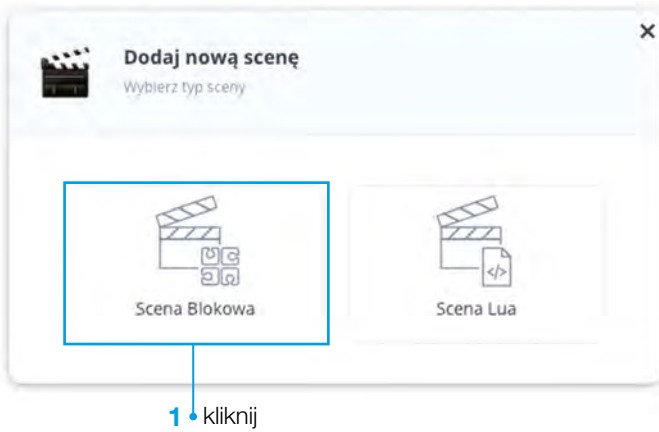 Dodaj nową scenę
Wybierz typ sceny
Scena Blokowa
Scena Lua
1 kliknij